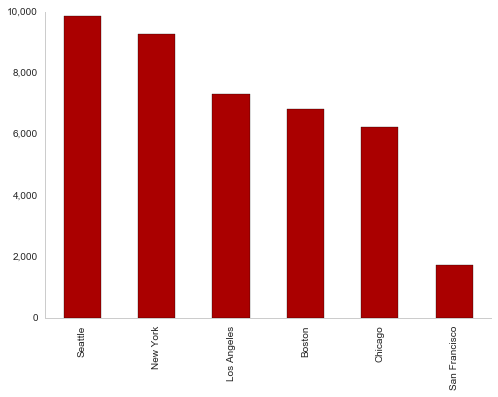 10,000
8,000
6,000
4,000
2,000
0
Seattle
New York
Los Angeles
Boston
Chicago
San Francisco